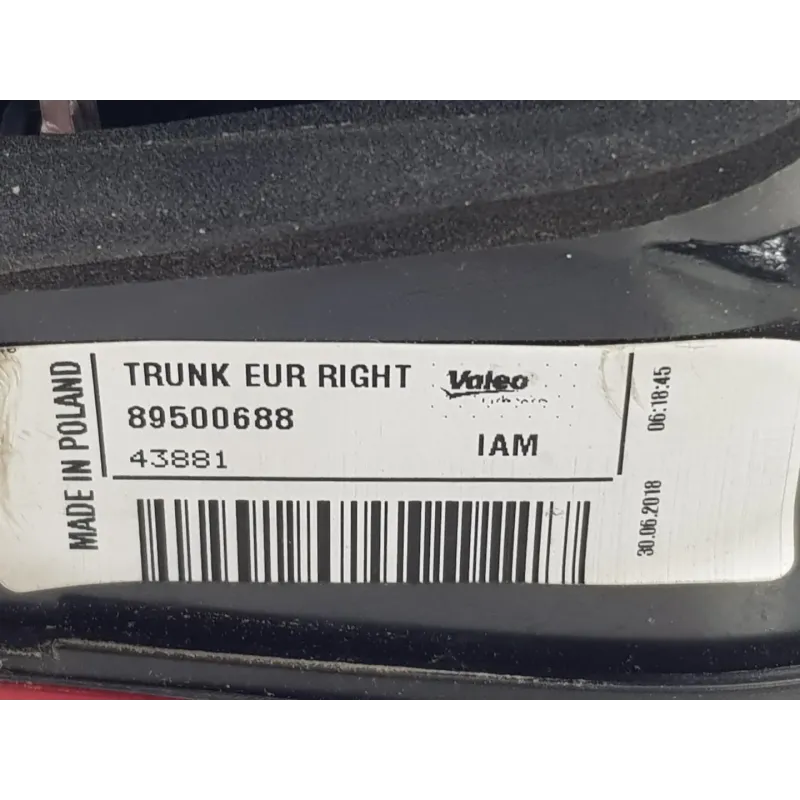 MADE IN POLAND
TRUNK EUR RIGHT
Valeo
89500688
IAM
43881
30.06.2018 06:18:45